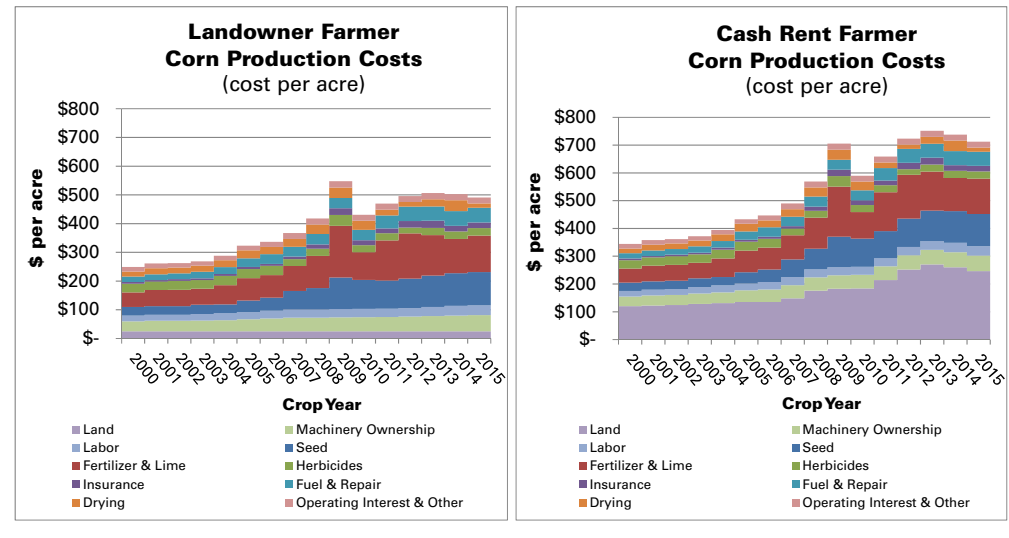 Landowner Farmer
Corn Production Costs
(cost per acre)
$ per acre
$800
$700
$600
$500
$400
$300
$200
$100
$-
2000 2001 2002 2003 2004 2005 2006 2007 2008 2009 2010 2011 2012 2013 2014 2015
Crop Year
Land Machinery Ownership
Labor Seed
Fertilizer & Lime Herbicides
Insurance Fuel & Repair
Drying Operating Interest & Other
Cash Rent Farmer
Corn Production Costs
(cost per acre)
$ per acre
$800
$700
$600
$500
$400
$300
$200
$100
$-
2000 2001 2002 2003 2004 2005 2006 2007 2008 2009 2010 2011 2012 2013 2014 2015
Crop Year
Land Machinery Ownership
Labor Seed
Fertilizer & Lime Herbicides
Insurance Fuel & Repair
Drying Operating Interest & Other